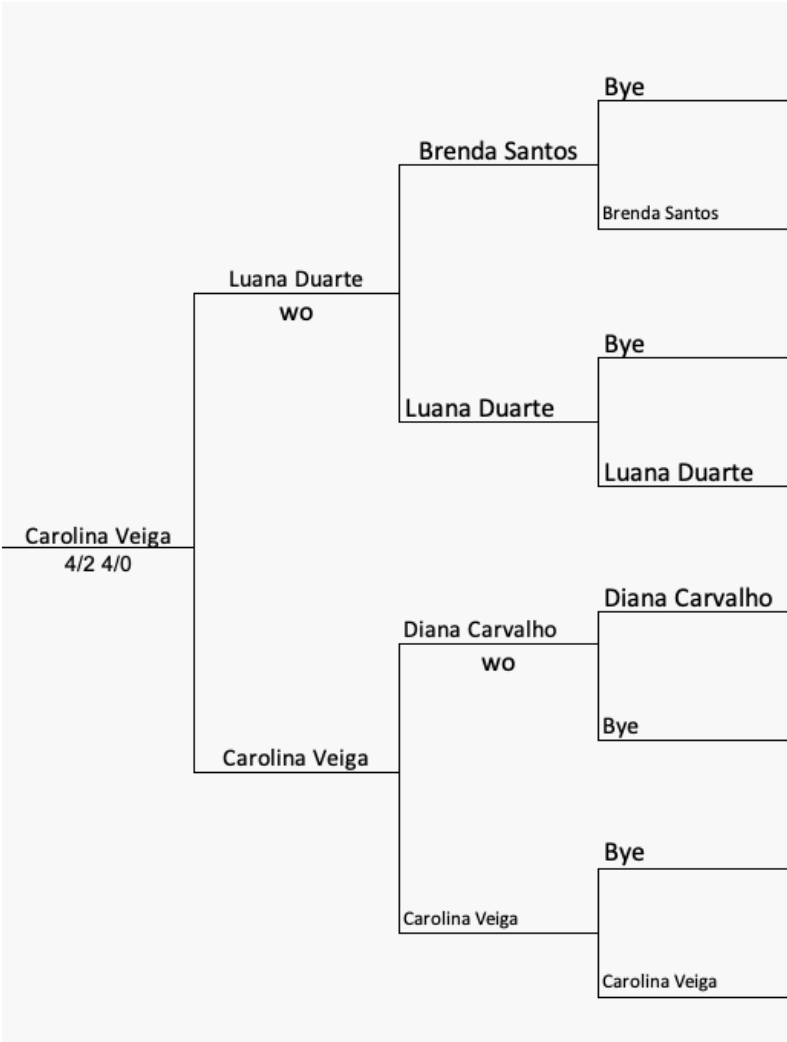 Bye
Brenda Santos
Brenda Santos
Luana Duarte
WO
Bye
Luana Duarte
Luana Duarte
Carolina Veiga
4/2 4/0
Diana Carvalho
Diana Carvalho
WO
Bye
Carolina Veiga
Bye
Carolina Veiga
Carolina Veiga